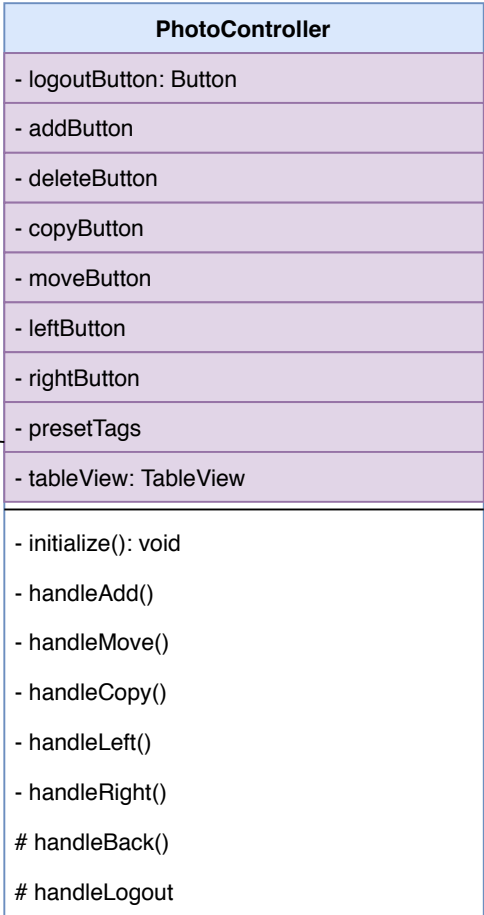 PhotoController
- logoutButton: Button
- addButton
- deleteButton
- copyButton
- moveButton
- leftButton
- rightButton
- presetTags
- tableView: TableView
- initialize(): void
- handleAdd()
- handleMove()
- handleCopy()
- handleLeft()
- handleRight()
# handleBack()
# handleLogout